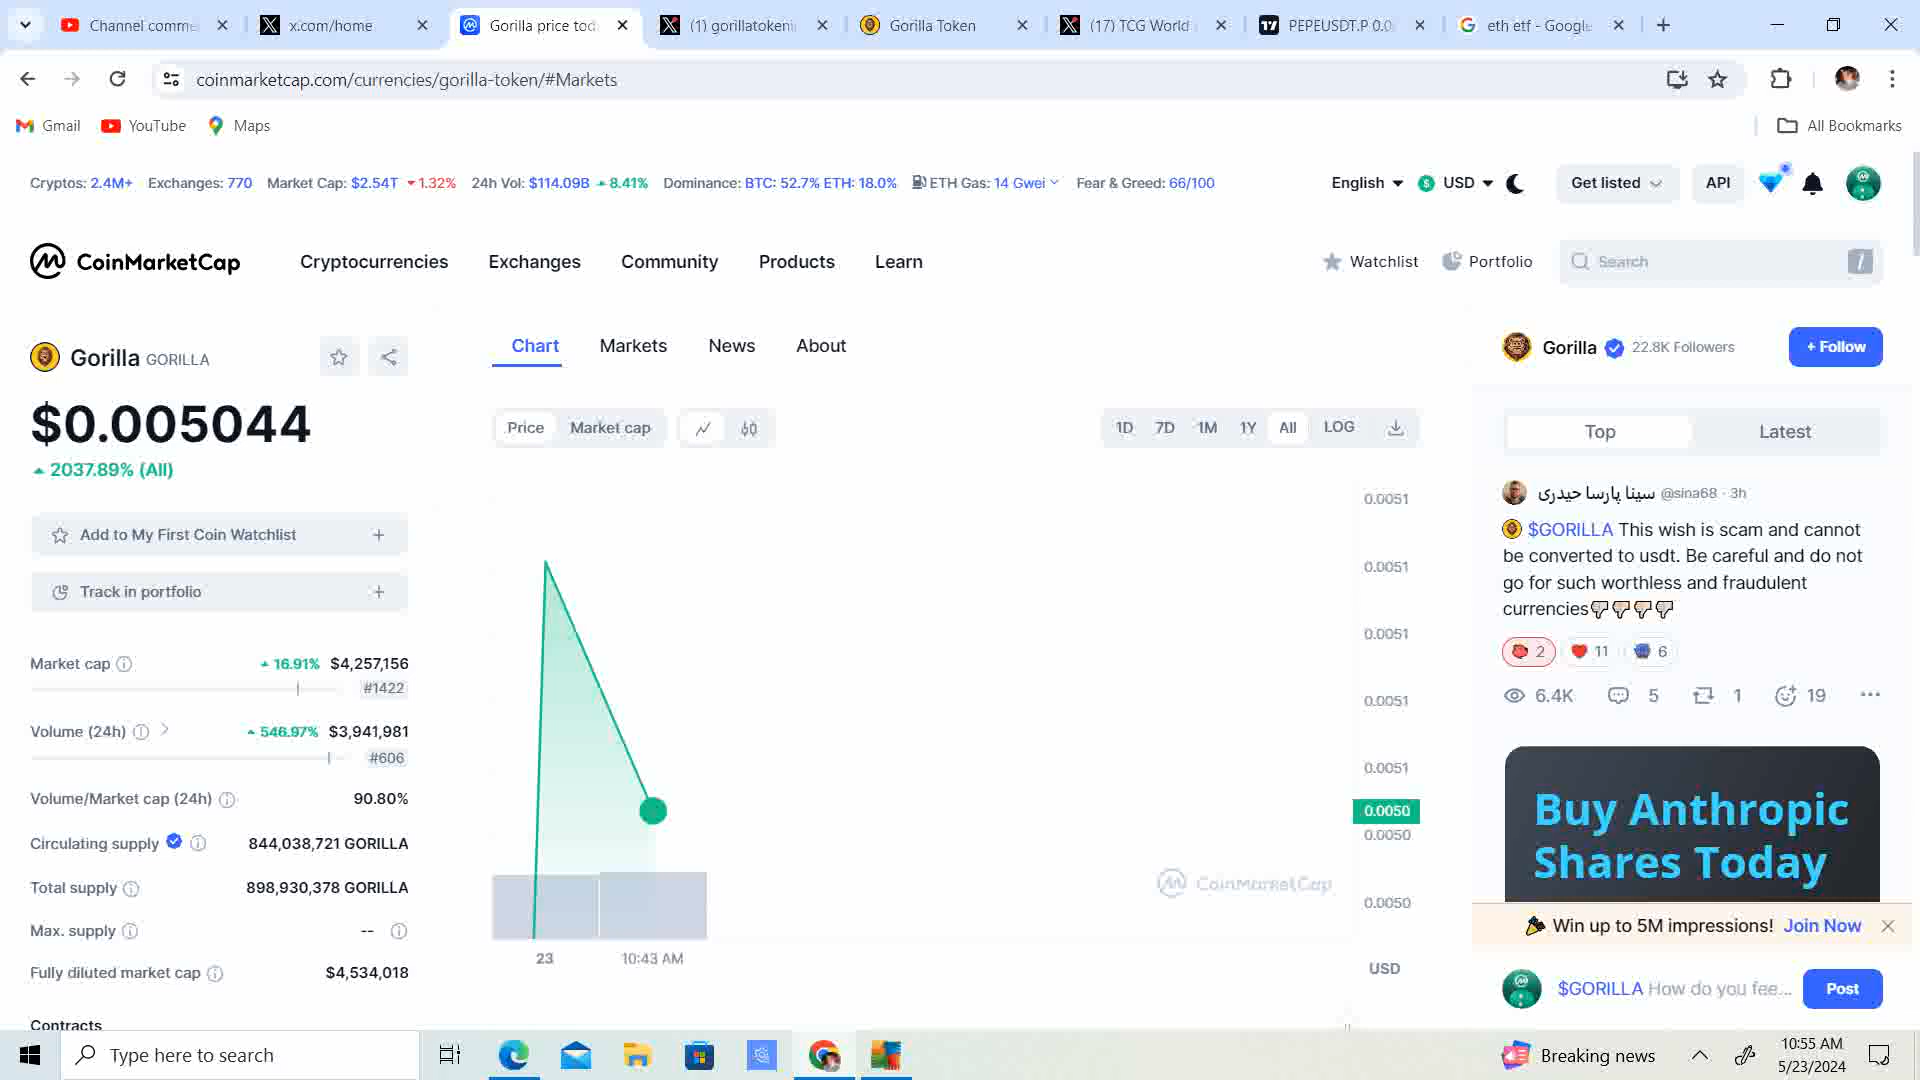 Channel comme
x.com/home
Gorilla price tod
(1) gorillatokeni
Gorilla Token
(17) TCG World
PEPEUSDT.P 0.0
eth etf - Google
coinmarketcap.com/currencies/gorilla-token/#Markets
Gmail
YouTube
Maps
All Bookmarks
Cryptos: 2.4M+ Exchanges: 770 Market Cap: $2.54T 1.32% 24h Vol: $114.09B 8.41% Dominance: BTC: 52.7% ETH: 18.0% ETH Gas: 14 Gwei Fear & Greed: 66/100
English
USD
Get listed
API
CoinMarketCap
Cryptocurrencies
Exchanges
Community
Products
Learn
Watchlist
Portfolio
Search
/
Gorilla GORILLA
$0.005044
2037.89% (All)
Add to My First Coin Watchlist +
Track in portfolio +
Market cap 16.91% $4,257,156
#1422
Volume (24h) 546.97% $3,941,981
#606
Volume/Market cap (24h) 90.80%
Circulating supply 844,038,721 GORILLA
Total supply 898,930,378 GORILLA
Max. supply --
Fully diluted market cap $4,534,018
Contracts
Chart
Markets
News
About
Price
Market cap
1D 7D 1M 1Y All LOG
0.0051
0.0051
0.0051
0.0051
0.0051
0.0050
0.0050
0.0050
CoinMarketCap
23
10:43 AM
USD
Gorilla 22.8K Followers
+ Follow
Top
Latest
سینا پارسا حیدری @sina68 · 3h
$GORILLA This wish is scam and cannot
be converted to usdt. Be careful and do not
go for such worthless and fraudulent
currencies👎👎👎👎
2 11 6
6.4K 5 1 19
Buy Anthropic
Shares Today
Win up to 5M impressions! Join Now
$GORILLA How do you fee...
Post
Type here to search
Breaking news
10:55 AM
5/23/2024